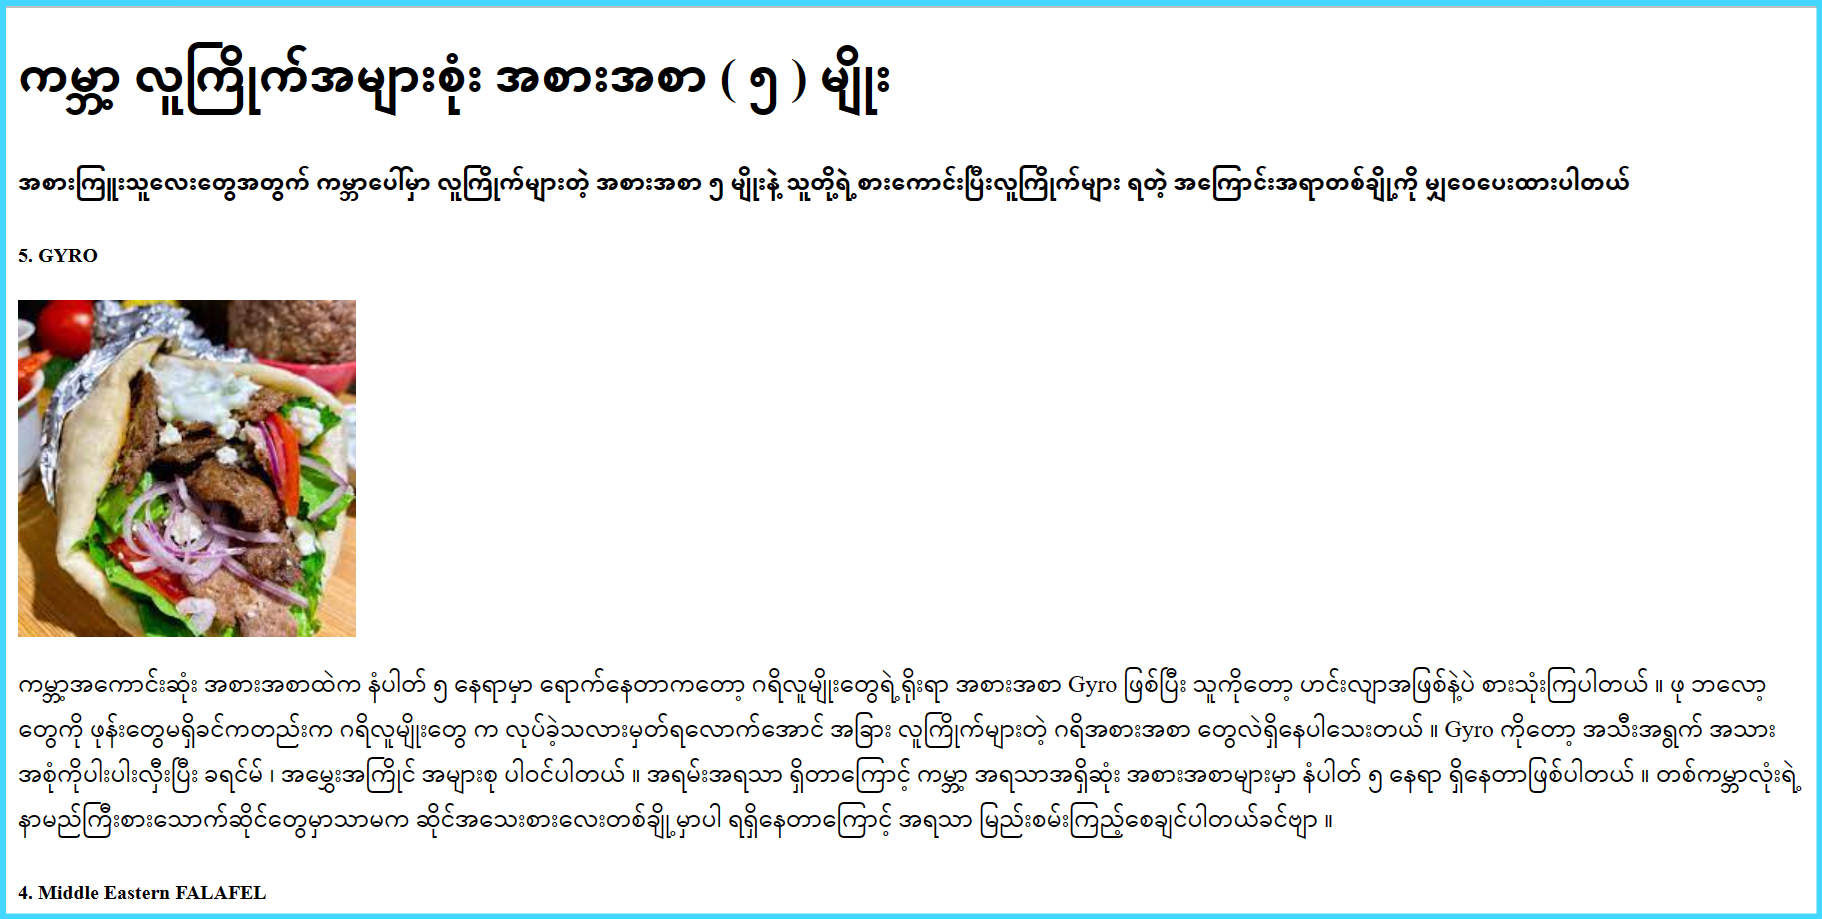 ကမ္ဘာ့ လူကြိုက်အများစုံး အစားအစာ ( ၅ ) မျိုး
အစားကြူးသူလေးတွေအတွက် ကမ္ဘာပေါ်မှာ လူကြိုက်များတဲ့ အစားအစာ ၅ မျိုးနဲ့ သူတို့ရဲ့စားကောင်းပြီးလူကြိုက်များ ရတဲ့ အကြောင်းအရာတစ်ချို့ကို မျှဝေပေးထားပါတယ်
5. GYRO
ကမ္ဘာ့အကောင်းဆုံး အစားအစာထဲက နံပါတ် ၅ နေရာမှာ ရောက်နေတာကတော့ ဂရိလူမျိုးတွေရဲ့ရိုးရာ အစားအစာ Gyro ဖြစ်ပြီး သူကိုတော့ ဟင်းလျာအဖြစ်နဲ့ပဲ စားသုံးကြပါတယ် ။ ဖု ဘလော့
တွေကို ဖုန်းတွေမရှိခင်ကတည်းက ဂရိလူမျိုးတွေ က လုပ်ခဲ့သလားမှတ်ရလောက်အောင် အခြား လူကြိုက်များတဲ့ ဂရိအစားအစာ တွေလဲရှိနေပါသေးတယ် ။ Gyro ကိုတော့ အသီးအရွက် အသား
အစုံကိုပါးပါးလှီးပြီး ခရင်မ် ၊ အမွှေးအကြိုင် အများစု ပါဝင်ပါတယ် ။ အရမ်းအရသာ ရှိတာကြောင့် ကမ္ဘာ့ အရသာအရှိဆုံး အစားအစာများမှာ နံပါတ် ၅ နေရာ ရှိနေတာဖြစ်ပါတယ် ။ တစ်ကမ္ဘာလုံးရဲ့
နာမည်ကြီးစားသောက်ဆိုင်တွေမှာသာမက ဆိုင်အသေးစားလေးတစ်ချို့မှာပါ ရရှိနေတာကြောင့် အရသာ မြည်းစမ်းကြည့်စေချင်ပါတယ်ခင်ဗျာ ။
4. Middle Eastern FALAFEL